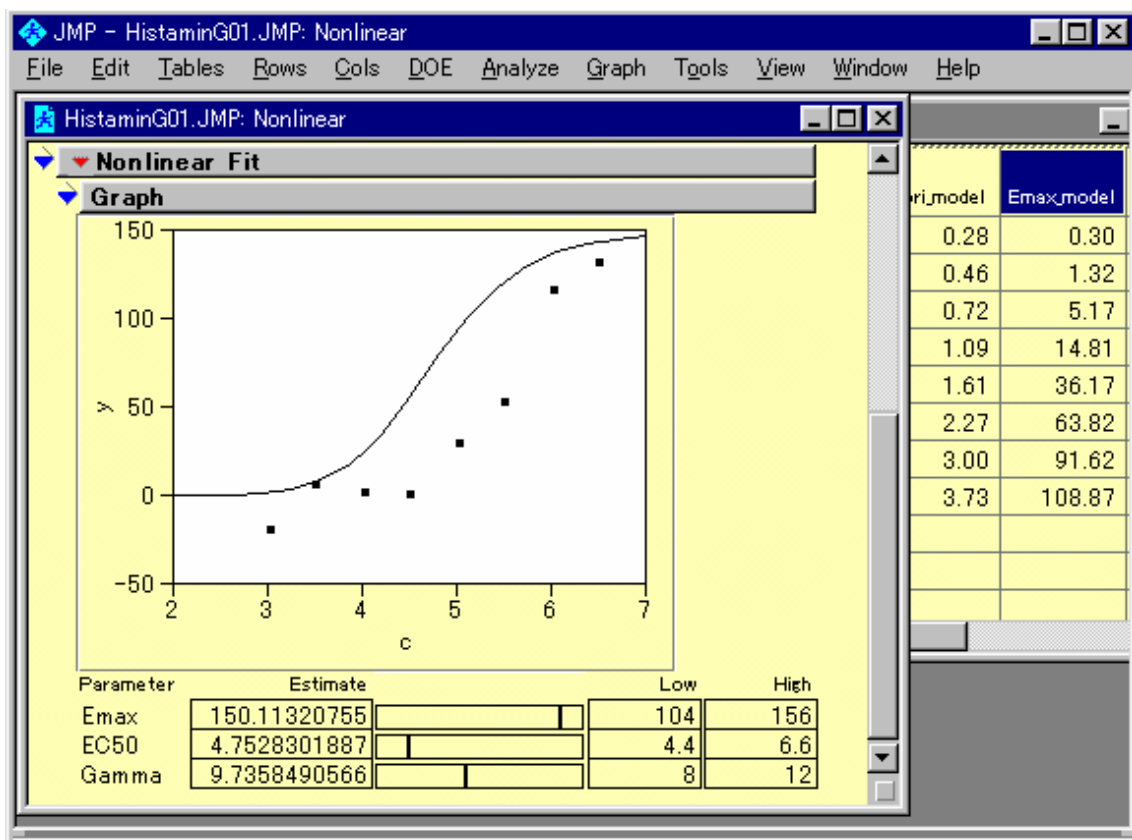 JMP - HistaminG01.JMP: Nonlinear
File Edit Tables Rows Cols DOE Analyze Graph Tools View Window Help
HistaminG01.JMP: Nonlinear
Nonlinear Fit
Graph
150
100
50
0
-50
y
2 3 4 5 6 7
c
Parameter Estimate Low High
Emax 150.11320755 104 156
EC50 4.7528301887 4.4 6.6
Gamma 9.7358490566 8 12
ri_model Emax_model
0.28 0.30
0.46 1.32
0.72 5.17
1.09 14.81
1.61 36.17
2.27 63.82
3.00 91.62
3.73 108.87